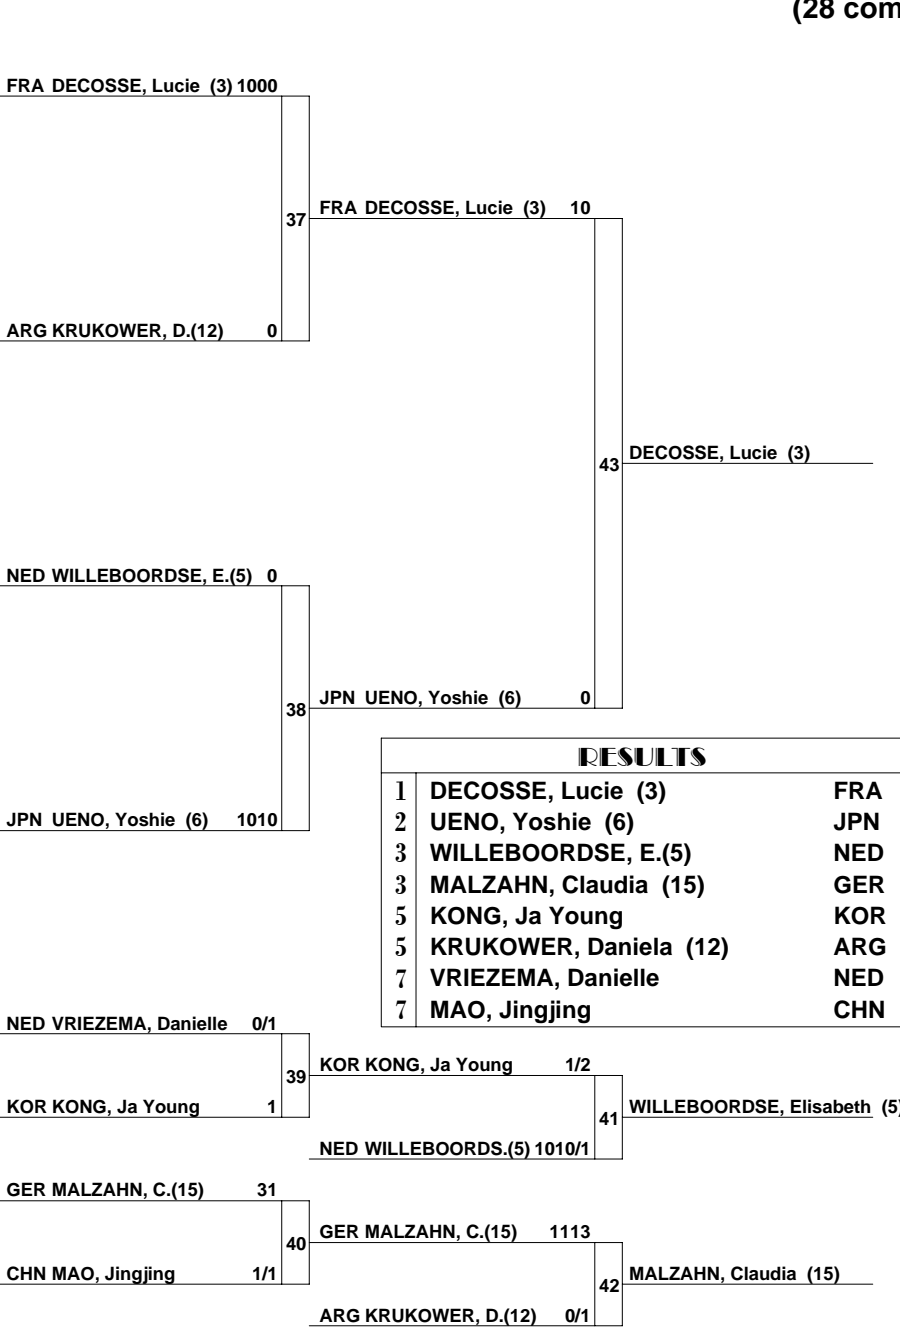 (28 com
FRA DECOSSE, Lucie (3) 1000
37
FRA DECOSSE, Lucie (3) 10
ARG KRUKOWER, D.(12) 0
43
DECOSSE, Lucie (3)
NED WILLEBOORDSE, E.(5) 0
38
JPN UENO, Yoshie (6) 0
JPN UENO, Yoshie (6) 1010
RESULTS
1 DECOSSE, Lucie (3) FRA
2 UENO, Yoshie (6) JPN
3 WILLEBOORDSE, E.(5) NED
3 MALZAHN, Claudia (15) GER
5 KONG, Ja Young KOR
5 KRUKOWER, Daniela (12) ARG
7 VRIEZEMA, Danielle NED
7 MAO, Jingjing CHN
NED VRIEZEMA, Danielle 0/1
39
KOR KONG, Ja Young 1/2
KOR KONG, Ja Young 1
41
WILLEBOORDSE, Elisabeth (5)
NED WILLEBOORDS.(5) 1010/1
GER MALZAHN, C.(15) 31
40
GER MALZAHN, C.(15) 1113
CHN MAO, Jingjing 1/1
42
MALZAHN, Claudia (15)
ARG KRUKOWER, D.(12) 0/1